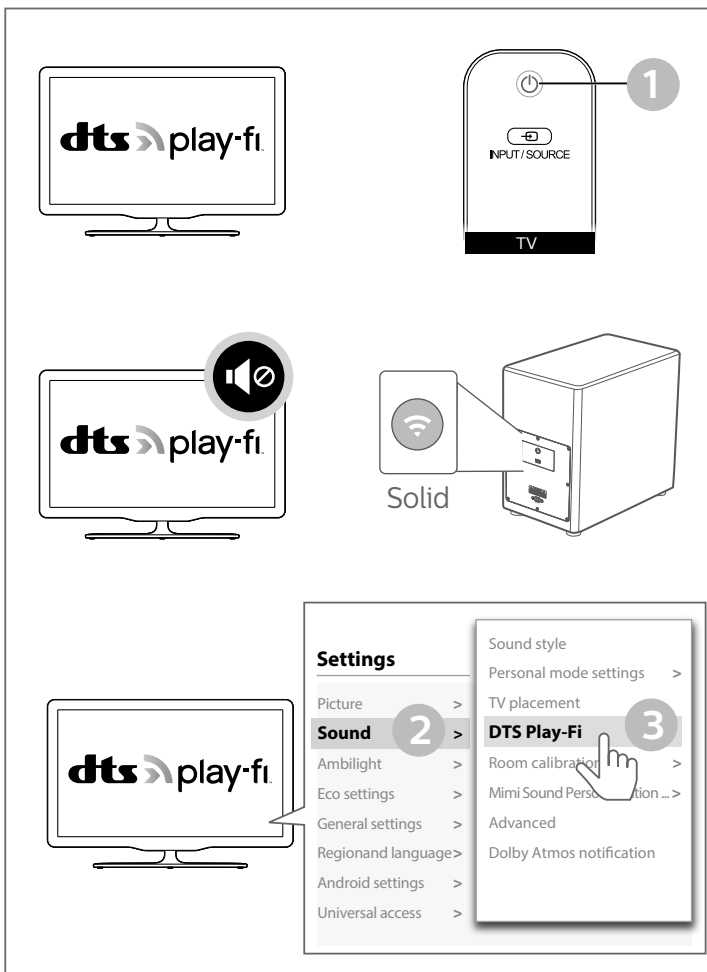 dts play-fi
1
INPUT/SOURCE
TV
dts play-fi
Solid
dts play-fi
Settings
Picture >
Sound 2 >
Ambilight >
Eco settings >
General settings >
Regionand language>
Android settings >
Universal access >
Sound style
Personal mode settings >
TV placement
DTS Play-Fi 3
Room calibration >
Mimi Sound ... >
Advanced
Dolby Atmos notification